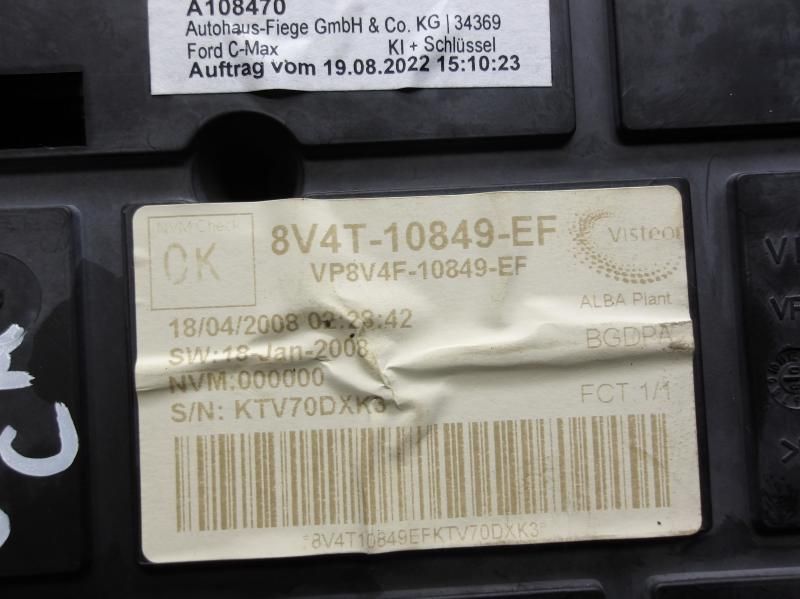 A108470
Autohaus-Fiege GmbH & Co. KG | 34369
Ford C-Max KI + Schlüssel
Auftrag vom 19.08.2022 15:10:23
NVM Check
OK
8V4T-10849-EF
VP8V4F-10849-EF
Visteon
ALBA Plant
18/04/2008 02:28:42
SW:18-Jan-2008
BGDPA
NVM:000000
FCT 1/1
S/N: KTV70DXK3
*8V4T10849EFKTV70DXK3*